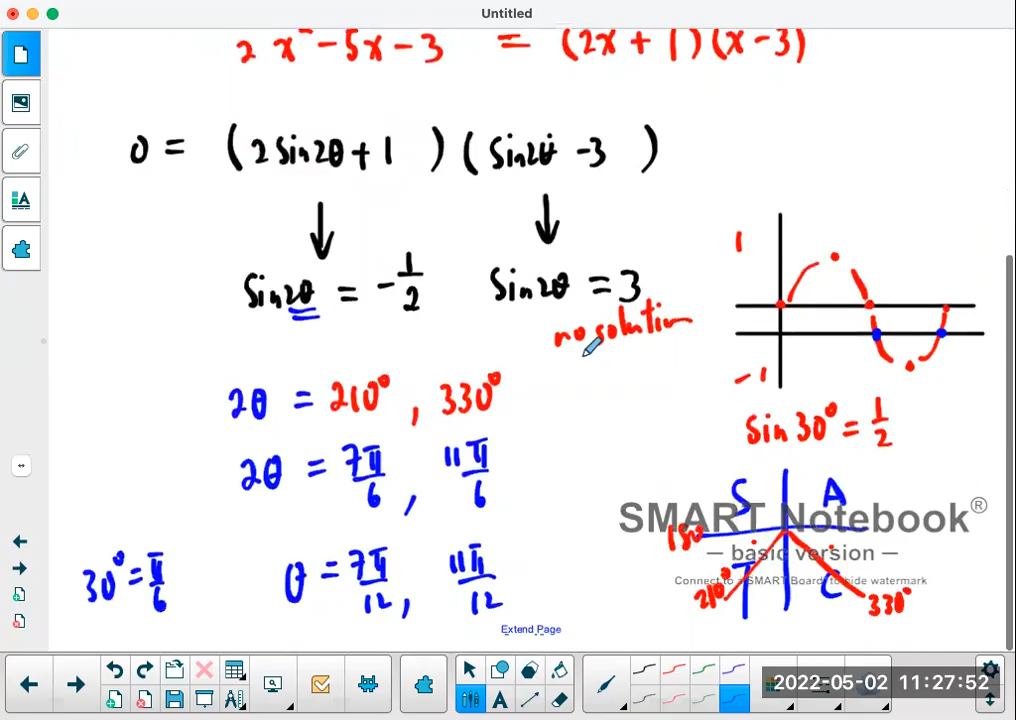 Untitled
2x² - 5x - 3 = (2x + 1)(x - 3)
0 = (2 sin2θ + 1)(sin2θ - 3)
sin2θ = -1/2 sin2θ = 3
no solution
1
-1
2θ = 210°, 330°
sin 30° = 1/2
2θ = 7π/6, 11π/6
S A
180
T C
210° 330°
SMART Notebook®
— basic version —
Connect to a SMART Board to hide watermark
30° = π/6
θ = 7π/12, 11π/12
Extend Page
A
2022-05-02 11:27:52